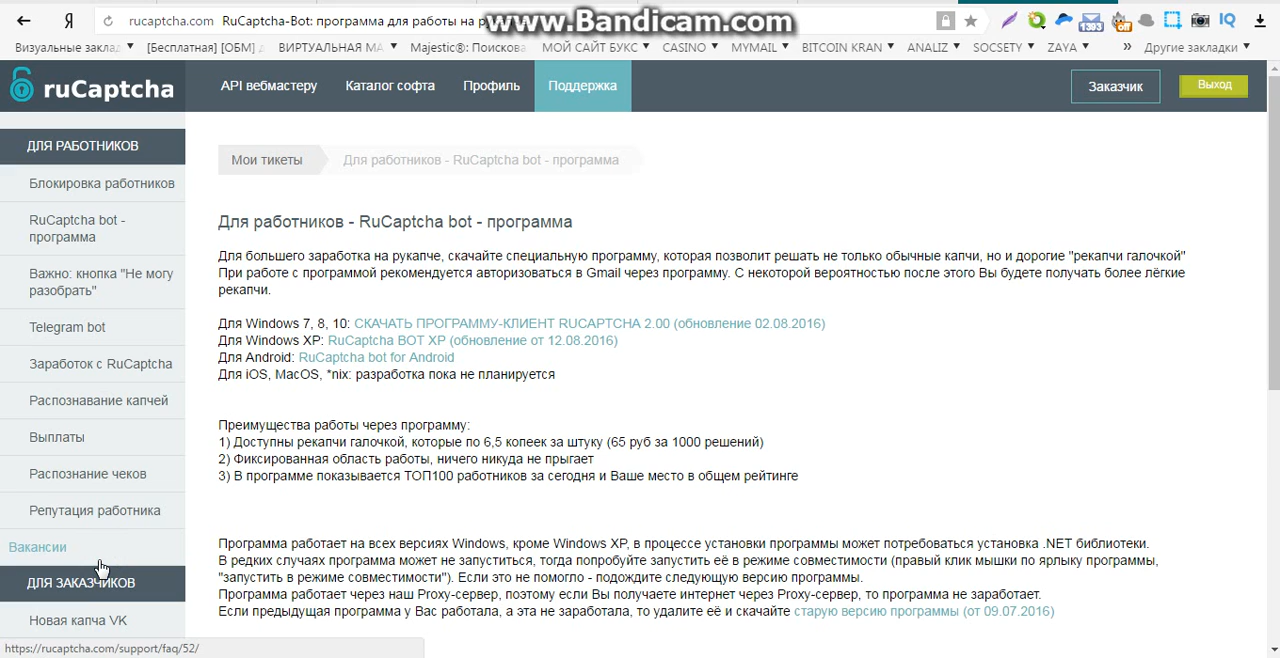 Я
rucaptcha.com RuCaptcha-Bot: программа для работы на
www.Bandicam.com
1393
off
IQ
Визуальные заклад
[Бесплатная] [ОБМ]
ВИРТУАЛЬНАЯ МА
Majestic®: Поискова
МОЙ САЙТ БУКС
CASINO
MYMAIL
BITCOIN KRAN
ANALIZ
SOCSETY
ZAYA
»
Другие закладки
ruCaptcha
API вебмастеру
Каталог софта
Профиль
Поддержка
Заказчик
Выход
ДЛЯ РАБОТНИКОВ
Блокировка работников
RuCaptcha bot -
программа
Важно: кнопка "Не могу
разобрать"
Telegram bot
Заработок с RuCaptcha
Распознавание капчей
Выплаты
Распознание чеков
Репутация работника
Вакансии
ДЛЯ ЗАКАЗЧИКОВ
Новая капча VK
Мои тикеты
Для работников - RuCaptcha bot - программа
Для работников - RuCaptcha bot - программа
Для большего заработка на рукапче, скачайте специальную программу, которая позволит решать не только обычные капчи, но и дорогие "рекапчи галочкой"
При работе с программой рекомендуется авторизоваться в Gmail через программу. С некоторой вероятностью после этого Вы будете получать более лёгкие
рекапчи.
Для Windows 7, 8, 10: СКАЧАТЬ ПРОГРАММУ-КЛИЕНТ RUCAPTCHA 2.00 (обновление 02.08.2016)
Для Windows XP: RuCaptcha BOT XP (обновление от 12.08.2016)
Для Android: RuCaptcha bot for Android
Для iOS, MacOS, *nix: разработка пока не планируется
Преимущества работы через программу:
1) Доступны рекапчи галочкой, которые по 6,5 копеек за штуку (65 руб за 1000 решений)
2) Фиксированная область работы, ничего никуда не прыгает
3) В программе показывается ТОП100 работников за сегодня и Ваше место в общем рейтинге
Программа работает на всех версиях Windows, кроме Windows XP, в процессе установки программы может потребоваться установка .NET библиотеки.
В редких случаях программа может не запуститься, тогда попробуйте запустить её в режиме совместимости (правый клик мышки по ярлыку программы,
"запустить в режиме совместимости"). Если это не помогло - подождите следующую версию программы.
Программа работает через наш Proxy-сервер, поэтому если Вы получаете интернет через Proxy-сервер, то программа не заработает.
Если предыдущая программа у Вас работала, а эта не заработала, то удалите её и скачайте старую версию программы (от 09.07.2016)
https://rucaptcha.com/support/faq/52/